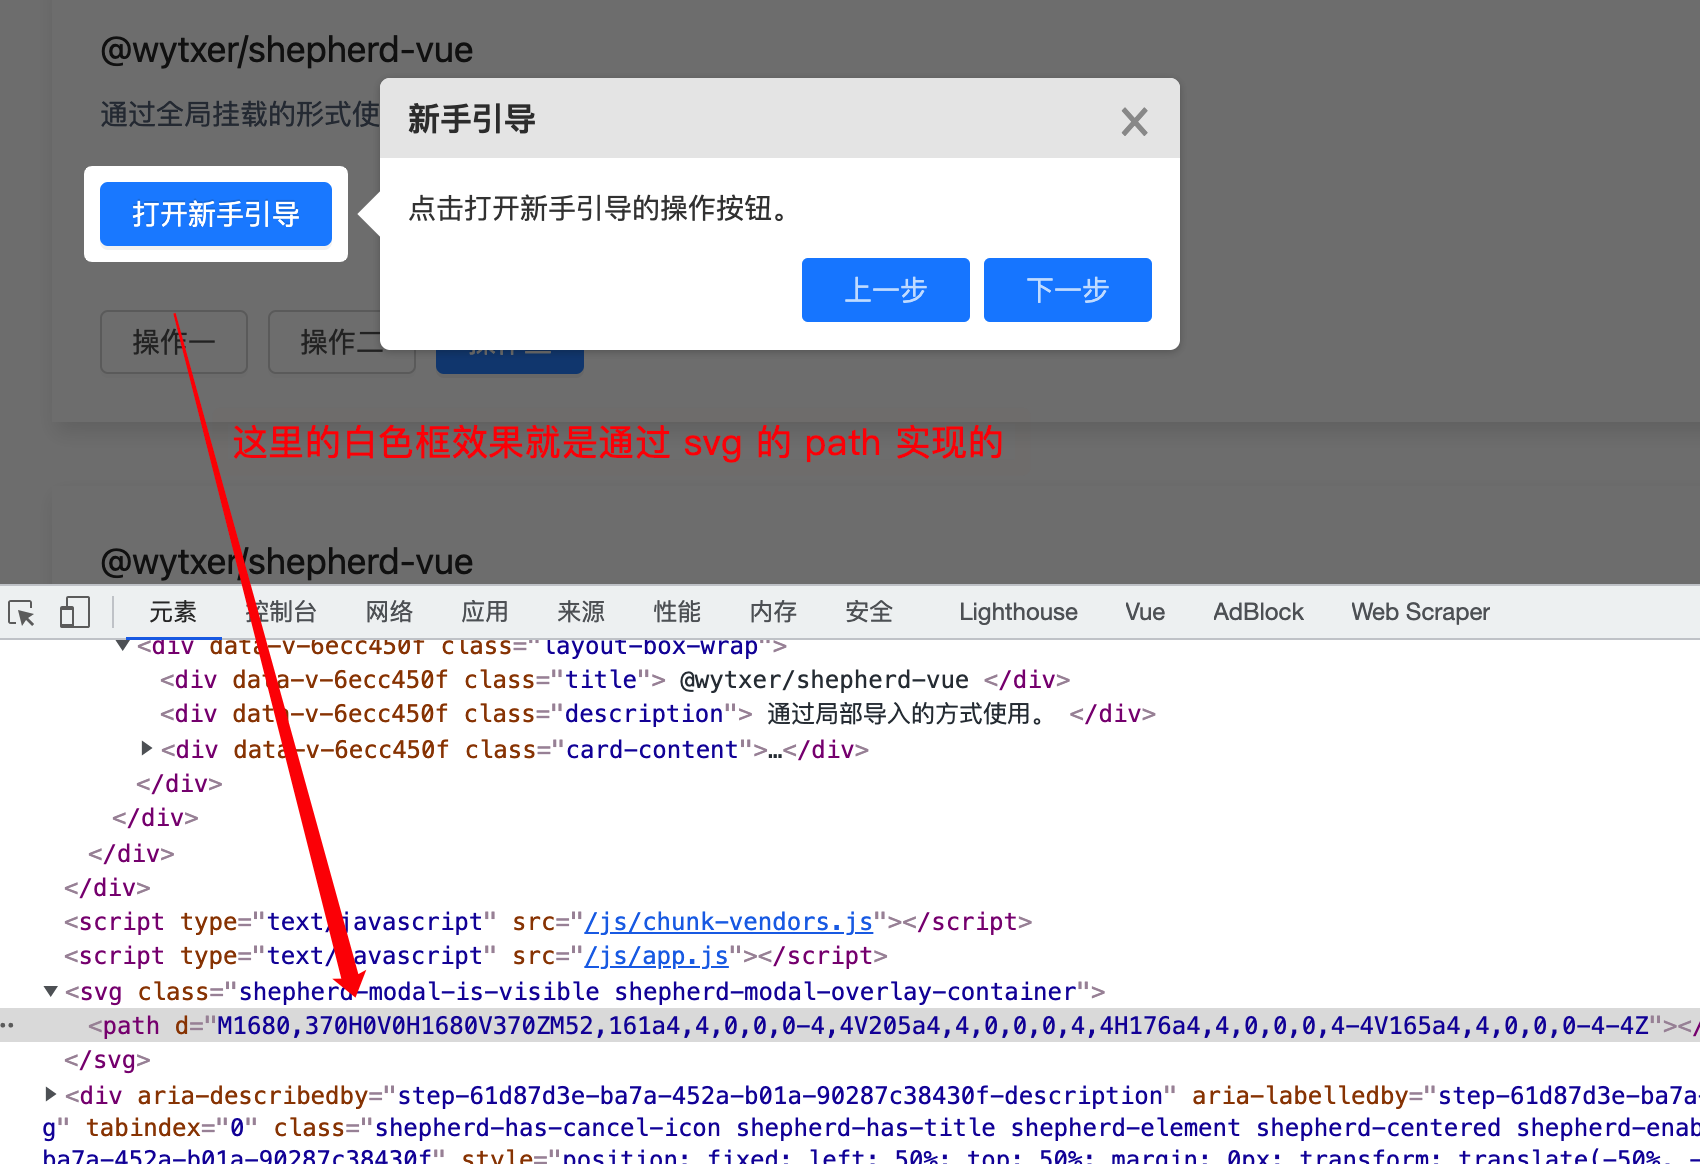 @wytxer/shepherd-vue
通过全局挂载的形式使
新手引导
打开新手引导
点击打开新手引导的操作按钮。
上一步
下一步
操作一
操作二
这里的白色框效果就是通过 svg 的 path 实现的
@wytxer/shepherd-vue
元素 控制台 网络 应用 来源 性能 内存 安全 Lighthouse Vue AdBlock Web Scraper
<div data-v-6ecc450f class="layout-box-wrap">
<div data-v-6ecc450f class="title"> @wytxer/shepherd-vue </div>
<div data-v-6ecc450f class="description"> 通过局部导入的方式使用。 </div>
<div data-v-6ecc450f class="card-content">…</div>
</div>
</div>
</div>
</div>
<script type="text/javascript" src="/js/chunk-vendors.js"></script>
<script type="text/javascript" src="/js/app.js"></script>
<svg class="shepherd-modal-is-visible shepherd-modal-overlay-container">
<path d="M1680,370H0V0H1680V370ZM52,161a4,4,0,0,0-4,4V205a4,4,0,0,0,4,4H176a4,4,0,0,0,4-4V165a4,4,0,0,0-4-4Z"></
</svg>
<div aria-describedby="step-61d87d3e-ba7a-452a-b01a-90287c38430f-description" aria-labelledby="step-61d87d3e-ba7a-
g" tabindex="0" class="shepherd-has-cancel-icon shepherd-has-title shepherd-element shepherd-centered shepherd-enab
ba7a-452a-b01a-90287c38430f" style="position: fixed; left: 50%; top: 50%; margin: 0px; transform: translate(-50%, -